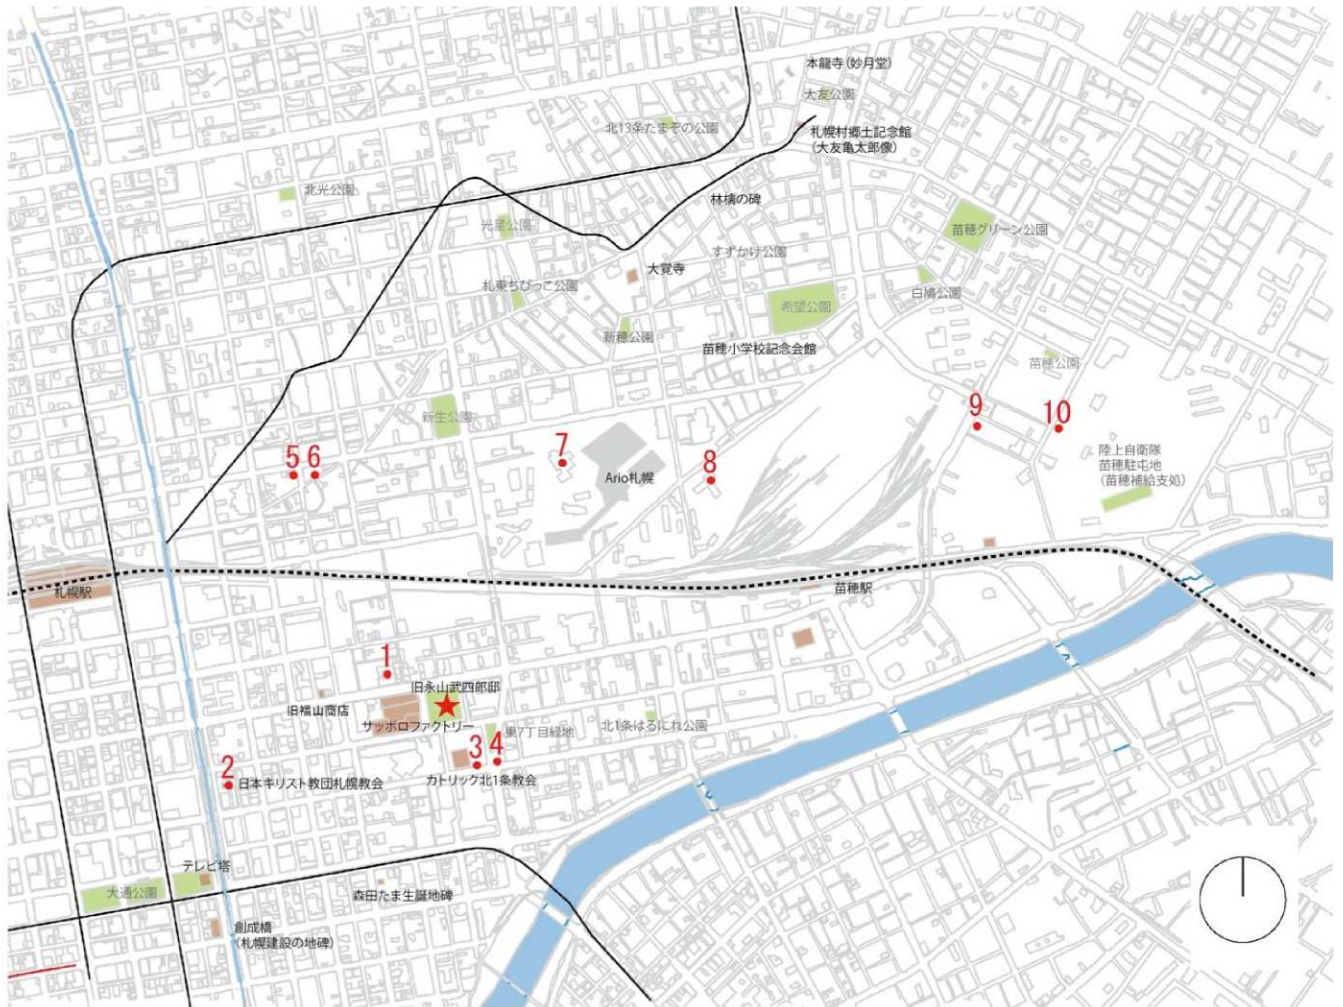 本龍寺(妙月堂)
大友公園
北13条たまぞの公園
札幌村郷土記念館
(大友亀太郎像)
北光公園
林檎の碑
光星公園
苗穂グリーン公園
すずかけ公園
大覚寺
札東ちびっこ公園
白鳩公園
希望公園
新穂公園
苗穂小学校記念会館
苗穂公園
新生公園
9
10
7
陸上自衛隊
苗穂駐屯地
(苗穂補給支処)
5
6
8
Ario札幌
札幌駅
苗穂駅
1
旧永山武四郎邸
旧福山商店
サッポロファクトリー
北1条はるにれ公園
東7丁目緑地
3
4
2
日本キリスト教団札幌教会
カトリック北1条教会
テレビ塔
大通公園
森田たま生誕地碑
創成橋
(札幌建設の地碑)